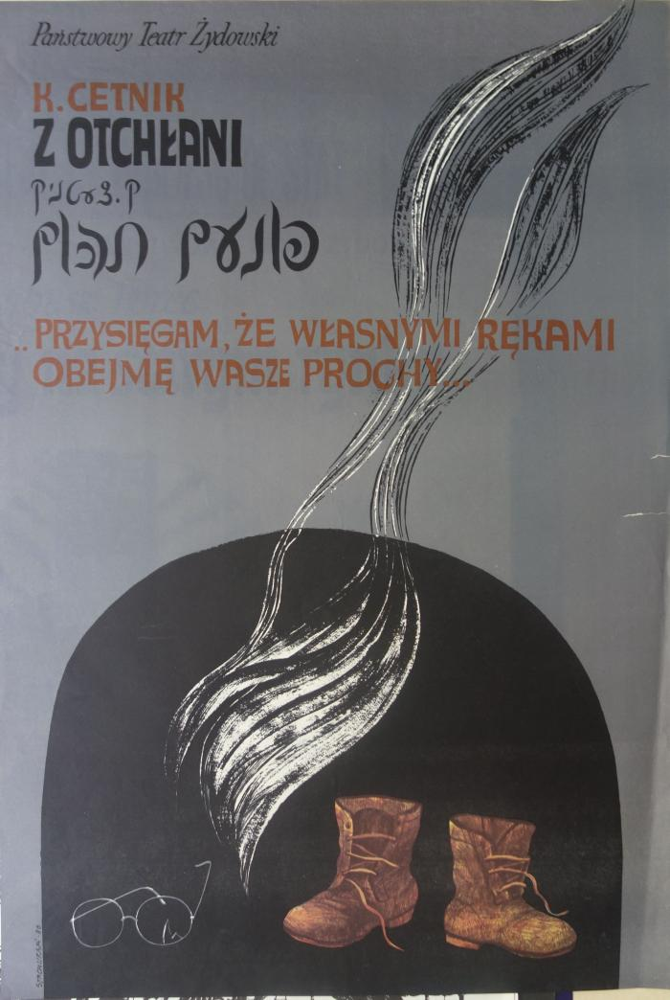 Państwowy Teatr Żydowski
K. CETNIK
Z OTCHŁANI
ק. צעטניק
פונעם תהום
..PRZYSIĘGAM, ŻE WŁASNYMI RĘKAMI
OBEJMĘ WASZE PROCHY...